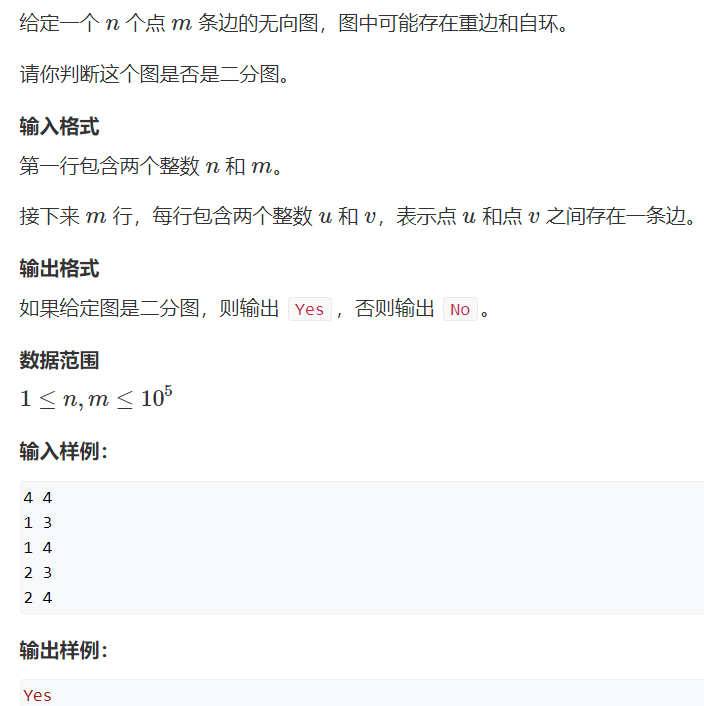 给定一个 n 个点 m 条边的无向图，图中可能存在重边和自环。
请你判断这个图是否是二分图。
输入格式
第一行包含两个整数 n 和 m。
接下来 m 行，每行包含两个整数 u 和 v，表示点 u 和点 v 之间存在一条边。
输出格式
如果给定图是二分图，则输出 Yes ，否则输出 No 。
数据范围
1 ≤ n, m ≤ 10⁵
输入样例：
4 4
1 3
1 4
2 3
2 4
输出样例：
Yes